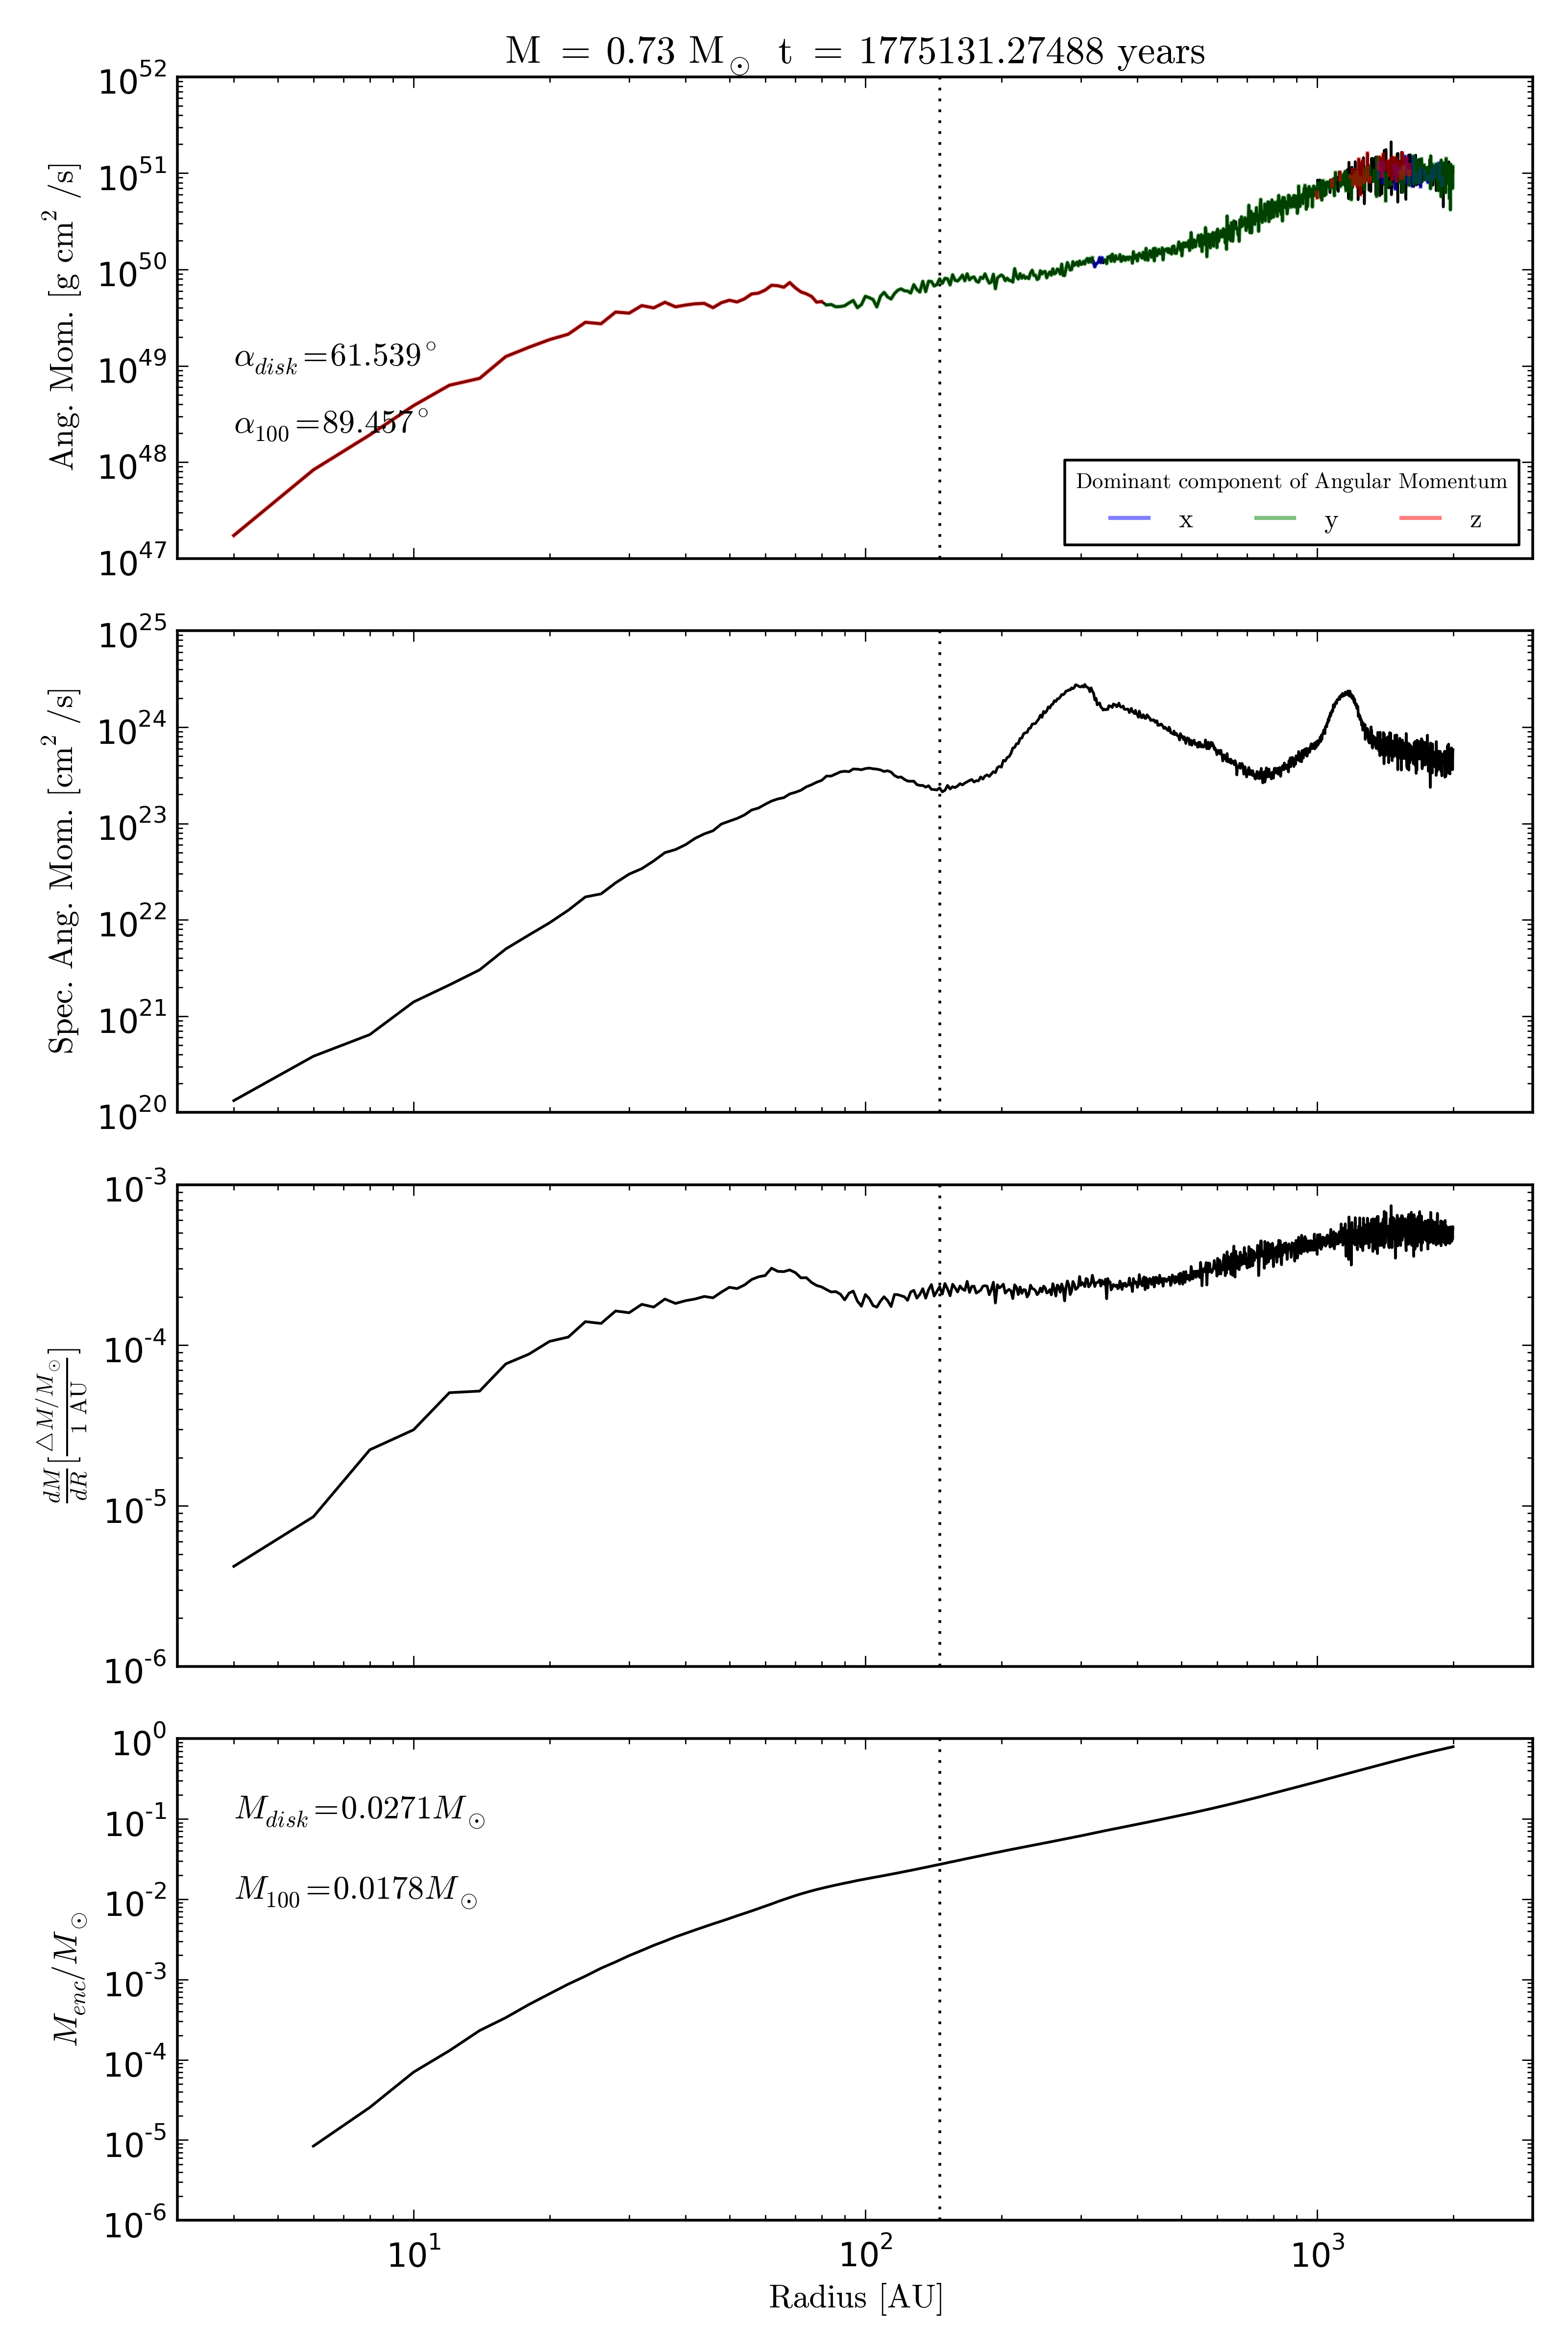 M = 0.73 M⊙ t = 1775131.27488 years
10^52
10^51
10^50
10^49
10^48
10^47
Ang. Mom. [g cm^2 /s]
α_disk=61.539°
α_100=89.457°
Dominant component of Angular Momentum
x y z
10^25
10^24
10^23
10^22
10^21
10^20
Spec. Ang. Mom. [cm^2 /s]
10^-3
10^-4
10^-5
10^-6
dM/dR [△M/M⊙ / 1 AU]
10^0
10^-1
10^-2
10^-3
10^-4
10^-5
10^-6
M_enc/M⊙
M_disk=0.0271M⊙
M_100=0.0178M⊙
10^1 10^2 10^3
Radius [AU]